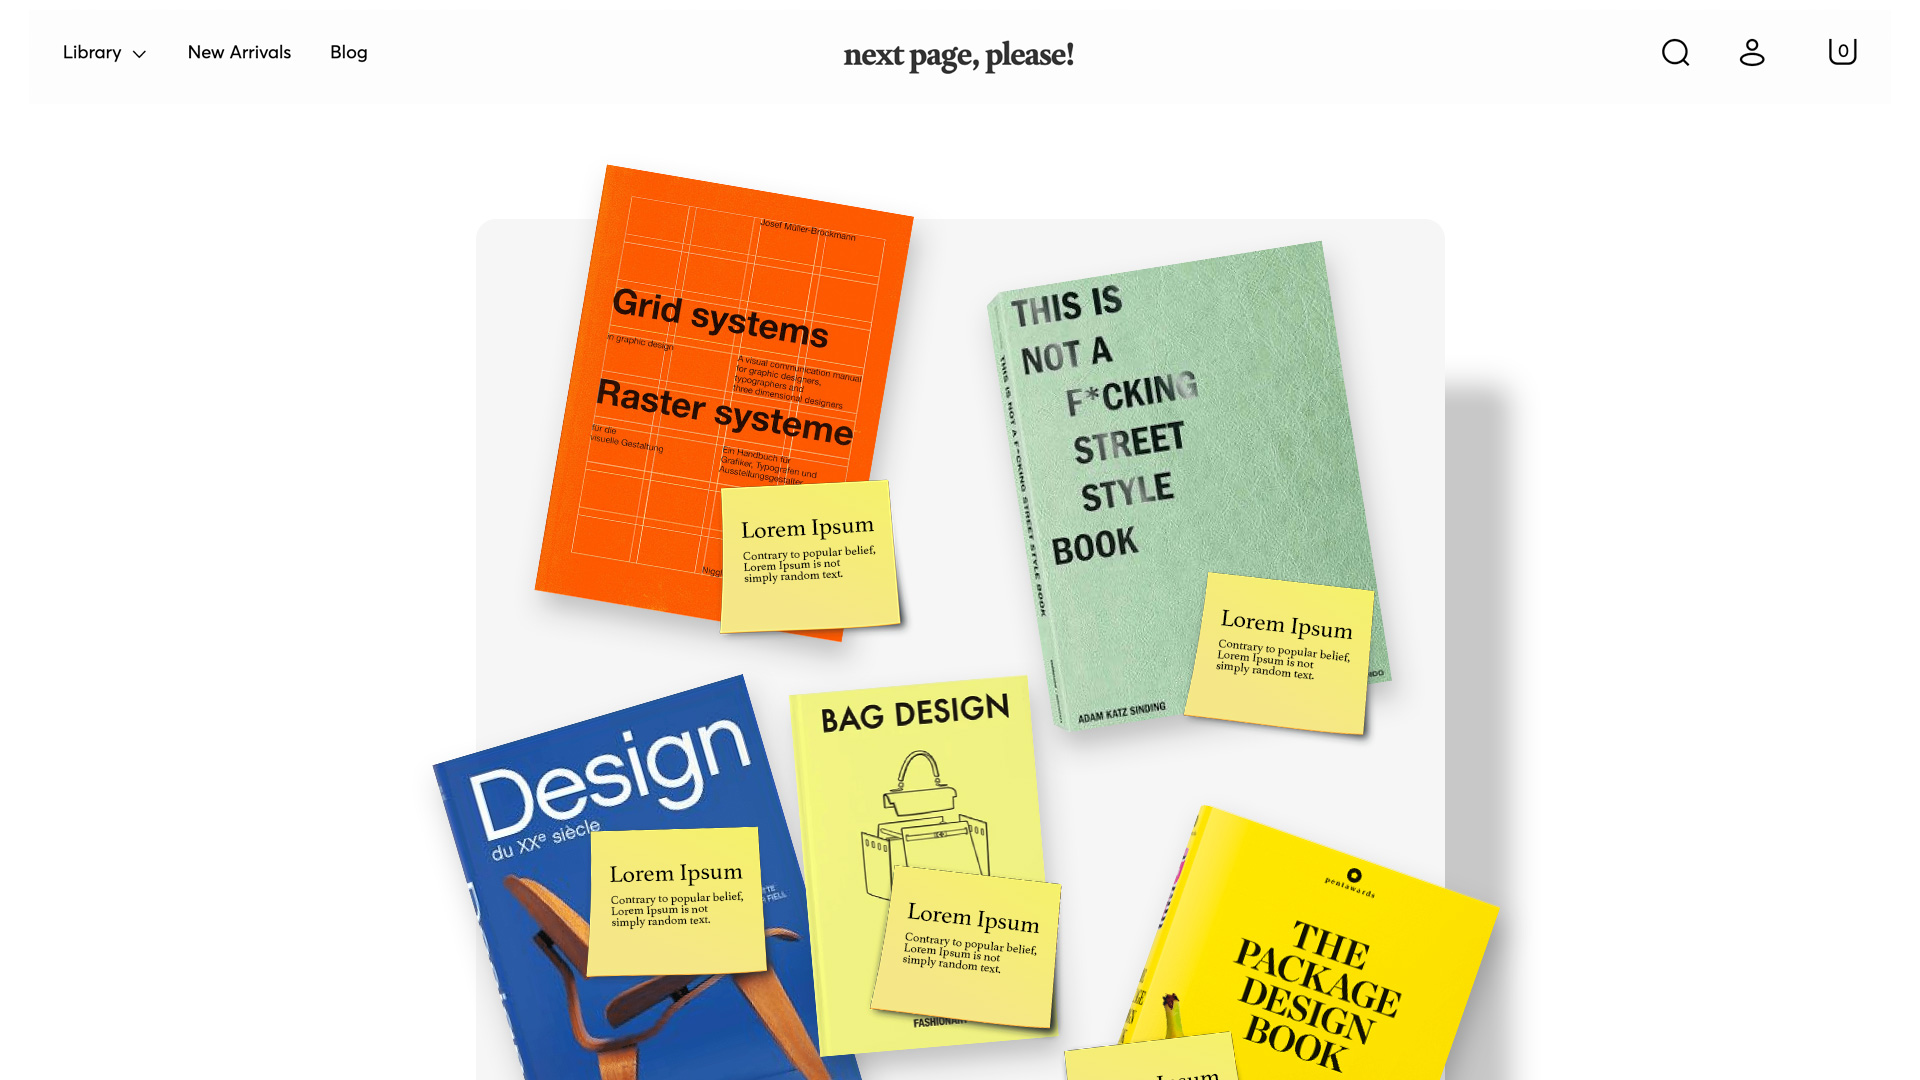 Library
New Arrivals
Blog
next page, please!
0
Josef Müller-Brockmann
Grid systems
in graphic design
A visual communication manual
for graphic designers,
typographers and
three dimensional designers
Raster systeme
für die
visuelle Gestaltung
Ein Handbuch für
Grafiker, Typografen und
Ausstellungsgestalter
Niggl
Lorem Ipsum
Contrary to popular belief,
Lorem Ipsum is not
simply random text.
THIS IS
NOT A
F*CKING
STREET
STYLE
BOOK
THIS IS NOT A F*CKING STREET STYLE BOOK
ADAM KATZ SINDING
Lorem Ipsum
Contrary to popular belief,
Lorem Ipsum is not
simply random text.
Design
du XXe siècle
FIELL
Lorem Ipsum
Contrary to popular belief,
Lorem Ipsum is not
simply random text.
BAG DESIGN
FASHIONAR
Lorem Ipsum
Contrary to popular belief,
Lorem Ipsum is not
simply random text.
pentawards
THE
PACKAGE
DESIGN
BOOK
Ipsum